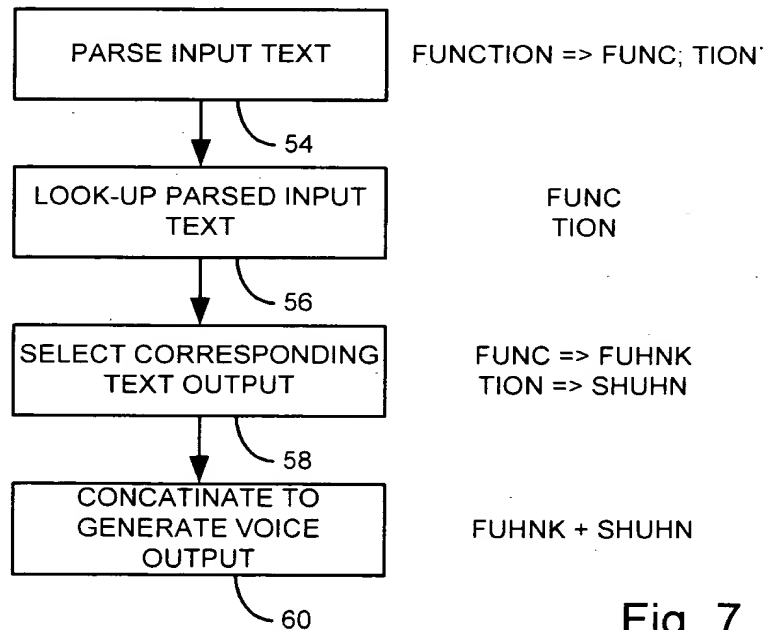 PARSE INPUT TEXT
FUNCTION => FUNC; TION
54
LOOK-UP PARSED INPUT
TEXT
FUNC
TION
56
SELECT CORRESPONDING
TEXT OUTPUT
FUNC => FUHNK
TION => SHUHN
58
CONCATINATE TO
GENERATE VOICE
OUTPUT
FUHNK + SHUHN
60
Fig. 7